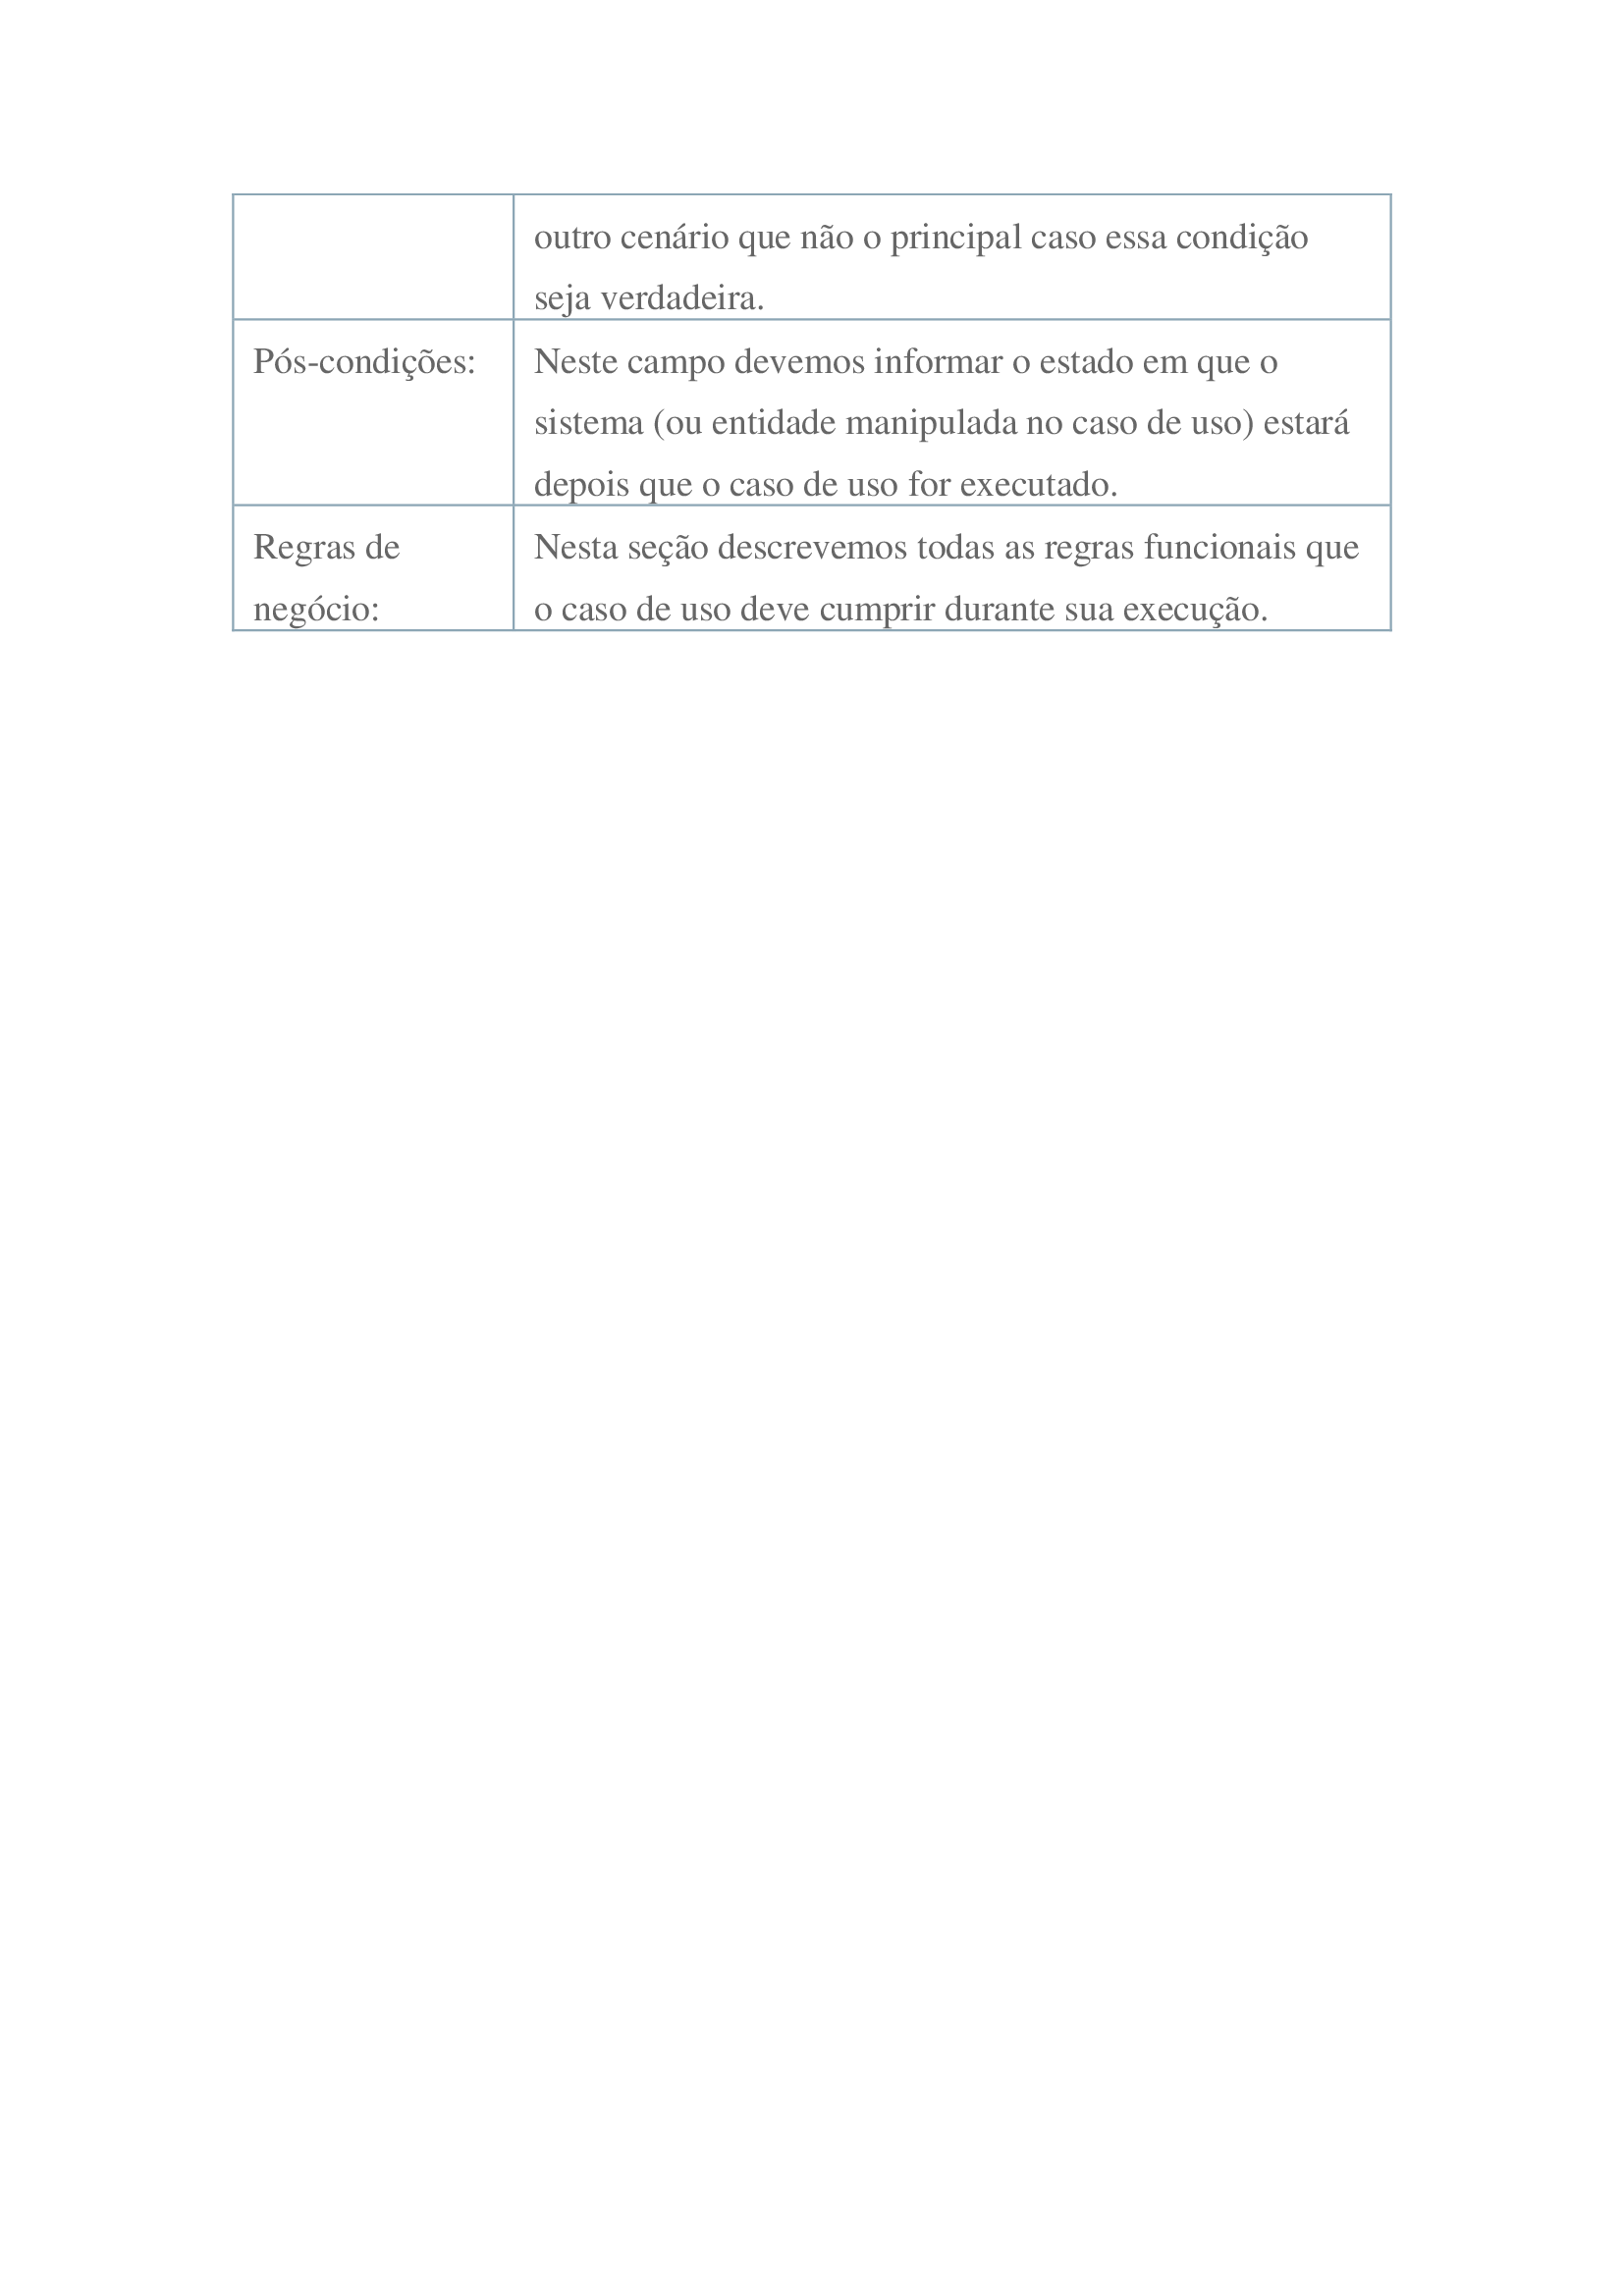 outro cenário que não o principal caso essa condição
seja verdadeira.
Pós-condições:
Neste campo devemos informar o estado em que o
sistema (ou entidade manipulada no caso de uso) estará
depois que o caso de uso for executado.
Regras de
negócio:
Nesta seção descrevemos todas as regras funcionais que
o caso de uso deve cumprir durante sua execução.